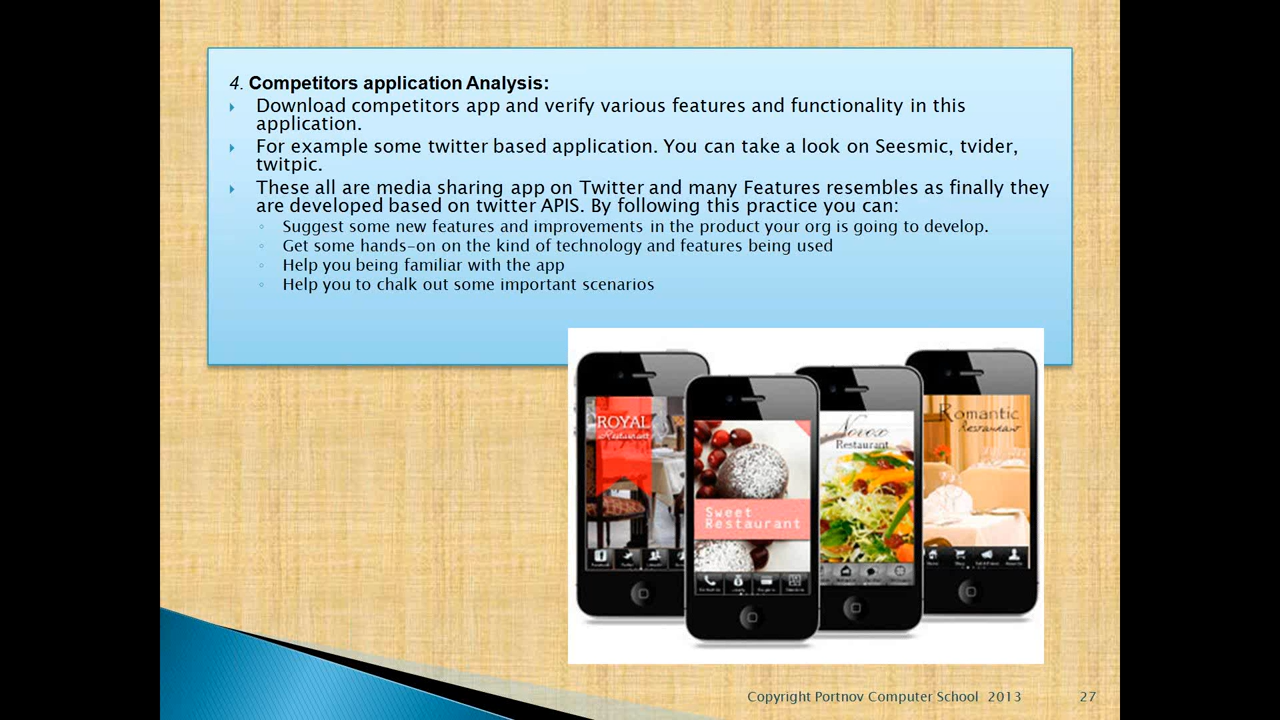 4. Competitors application Analysis:
Download competitors app and verify various features and functionality in this
application.
For example some twitter based application. You can take a look on Seesmic, tvider,
twitpic.
These all are media sharing app on Twitter and many Features resembles as finally they
are developed based on twitter APIS. By following this practice you can:
Suggest some new features and improvements in the product your org is going to develop.
Get some hands-on on the kind of technology and features being used
Help you being familiar with the app
Help you to chalk out some important scenarios
ROYAL
Restaurant
Sweet
Restaurant
Novox
Restaurant
Romantic
Restaurant
Copyright Portnov Computer School 2013
27